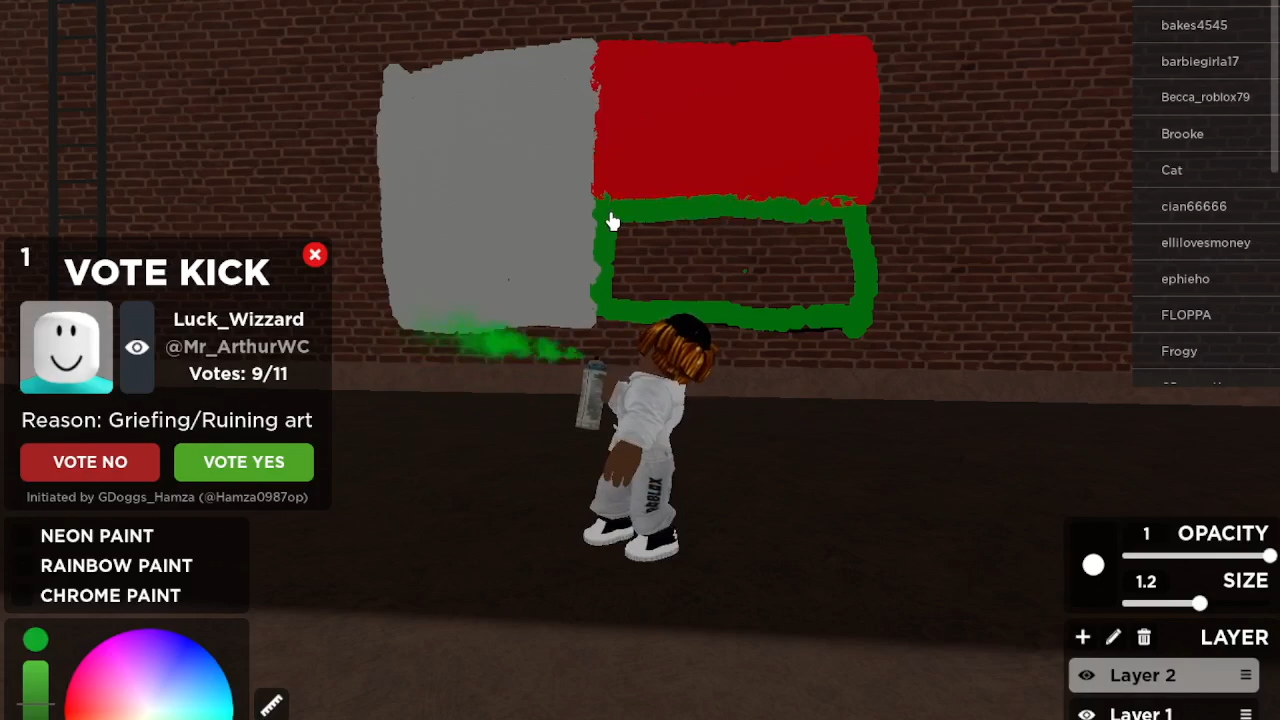 1
VOTE KICK
Luck_Wizzard
@Mr_ArthurWC
Votes: 9/11
Reason: Griefing/Ruining art
VOTE NO
VOTE YES
Initiated by GDoggs_Hamza (@Hamza0987op)
NEON PAINT
RAINBOW PAINT
CHROME PAINT
ROBLOX
bakes4545
barbiegirla17
Becca_roblox79
Brooke
Cat
cian66666
ellilovesmoney
ephieho
FLOPPA
Frogy
1 OPACITY
1.2 SIZE
LAYER
Layer 2
Layer 1